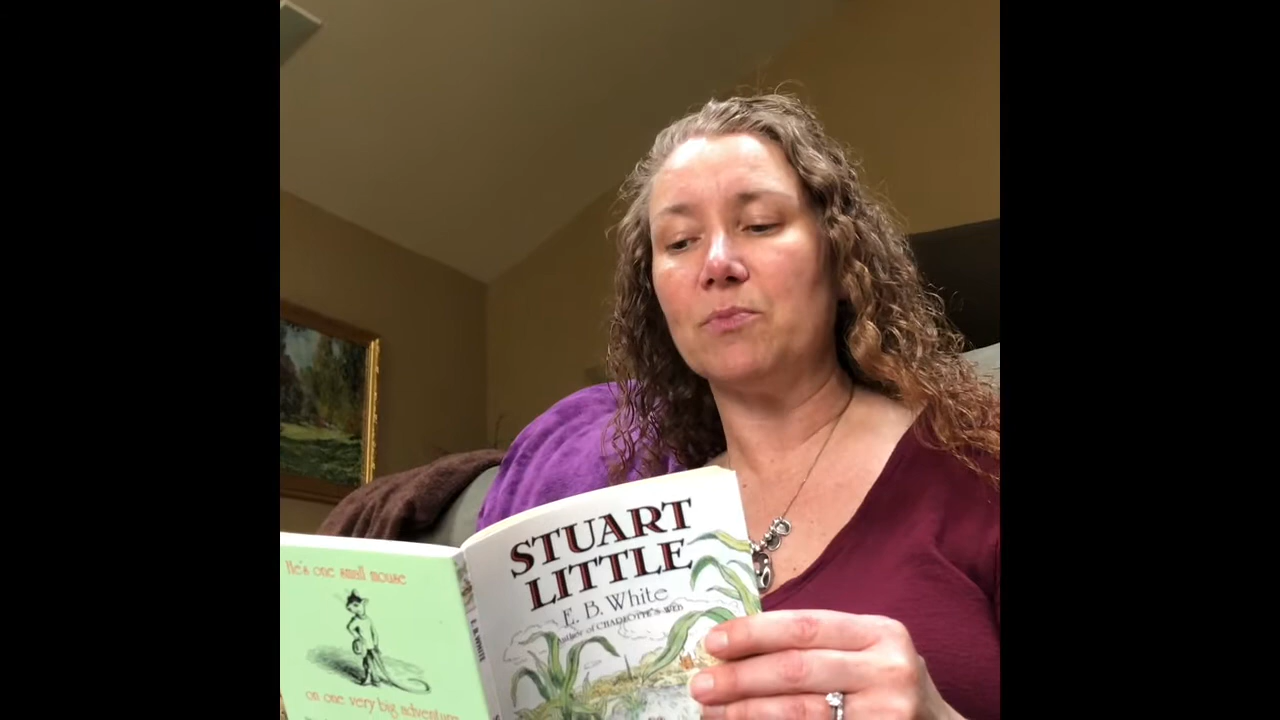 He's one small mouse
on one very big adventure
E. B. WHITE
STUART
LITTLE
E. B. White
author of CHARLOTTE'S WEB